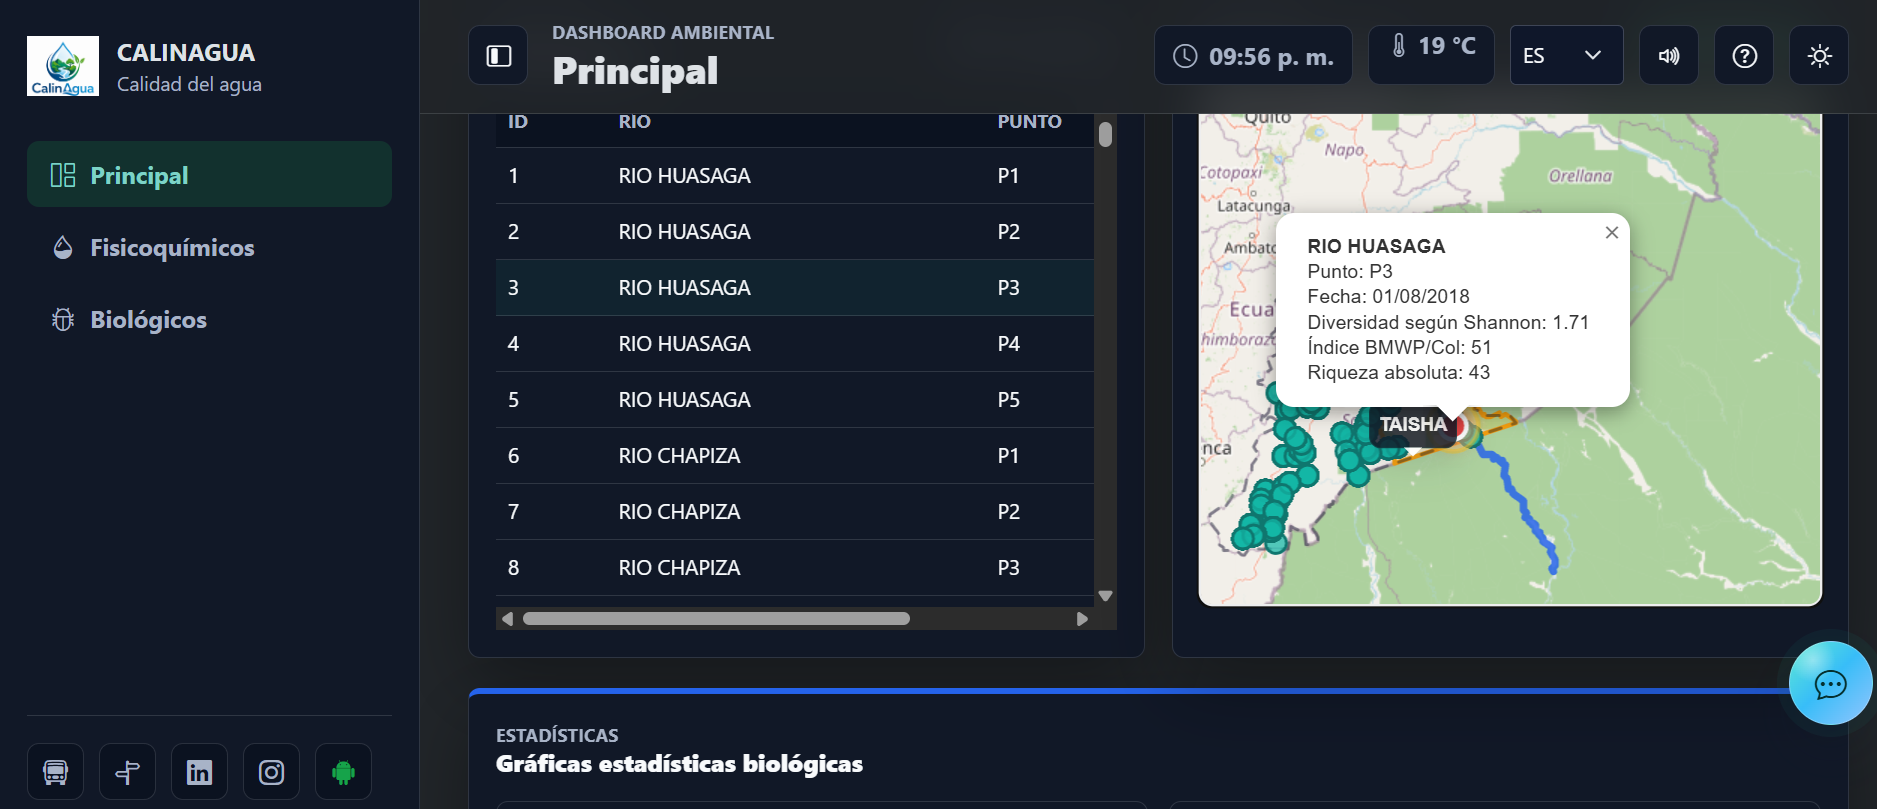 CalinAgua
CALINAGUA
Calidad del agua
Principal
Fisicoquímicos
Biológicos
DASHBOARD AMBIENTAL
Principal
09:56 p. m.
19 °C
ES
ID RIO PUNTO
1 RIO HUASAGA P1
2 RIO HUASAGA P2
3 RIO HUASAGA P3
4 RIO HUASAGA P4
5 RIO HUASAGA P5
6 RIO CHAPIZA P1
7 RIO CHAPIZA P2
8 RIO CHAPIZA P3
Quito
Napo
Cotopaxi
Orellana
Latacunga
Ambato
Ecua
himborazo
nca
RIO HUASAGA
Punto: P3
Fecha: 01/08/2018
Diversidad según Shannon: 1.71
Índice BMWP/Col: 51
Riqueza absoluta: 43
TAISHA
ESTADÍSTICAS
Gráficas estadísticas biológicas
in